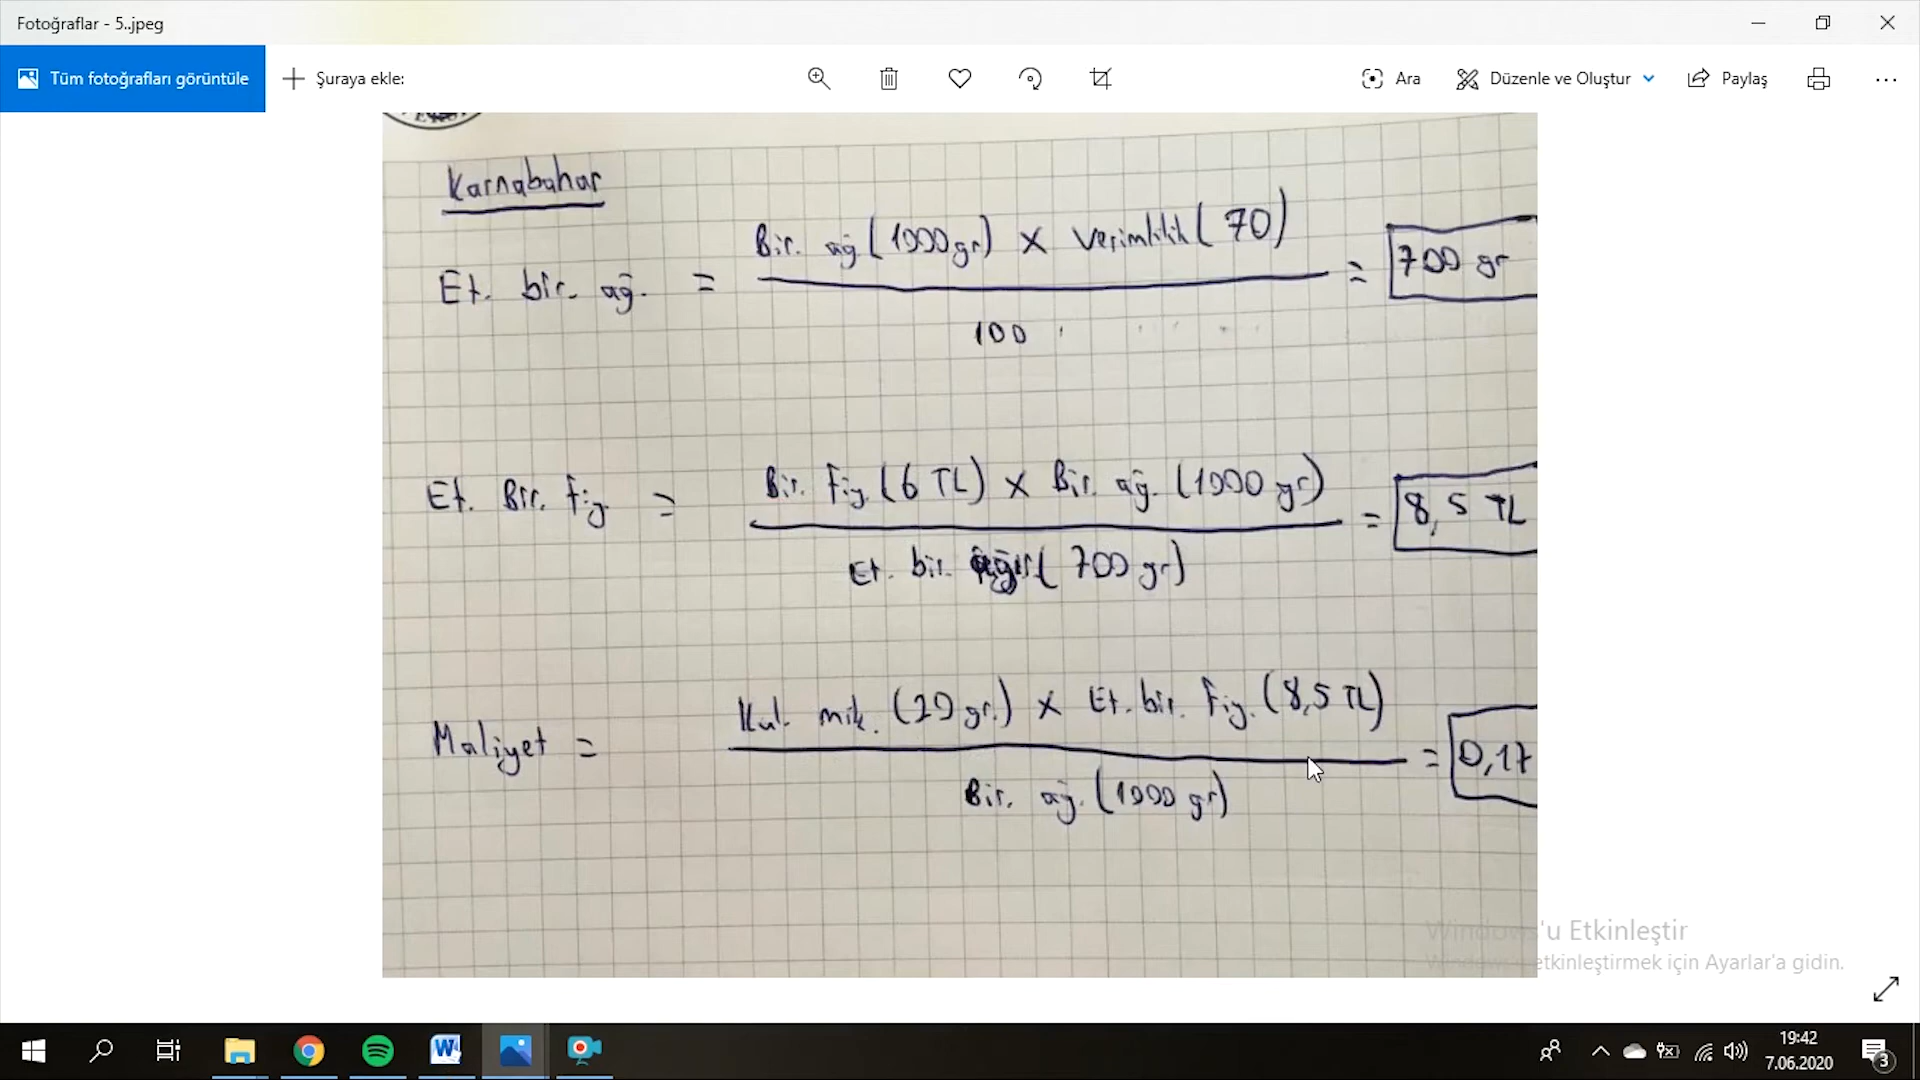 Fotoğraflar - 5..jpeg
Tüm fotoğrafları görüntüle
Şuraya ekle:
Ara
Düzenle ve Oluştur
Paylaş
Karnabahar
Et. bir. ağ. = Bir. ağ. (1000 gr) x Verimlilik (70) = 700 gr
100
Et. Bir. Fiy. = Bir. Fiy. (6 TL) x Bir. ağ. (1000 gr) = 8,5 TL
Et. bir. ağır (700 gr)
Maliyet = Kul. mik. (20 gr.) x Et. bir. Fiy. (8,5 TL) = 0,17
Bir. ağ. (1000 gr)
Windows'u Etkinleştir
Windows'u etkinleştirmek için Ayarlar'a gidin.
19:42
7.06.2020
3